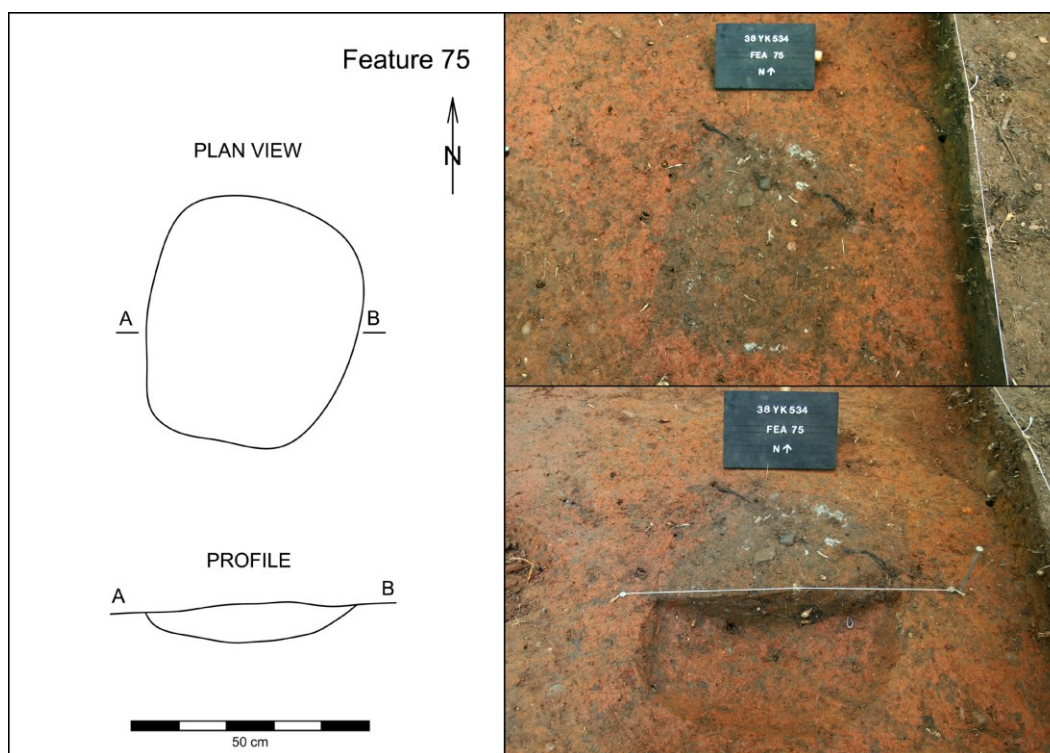 Feature 75
N
PLAN VIEW
A
B
PROFILE
A
B
50 cm
38 YK 534
FEA 75
N ↑
38 YK 534
FEA 75
N ↑